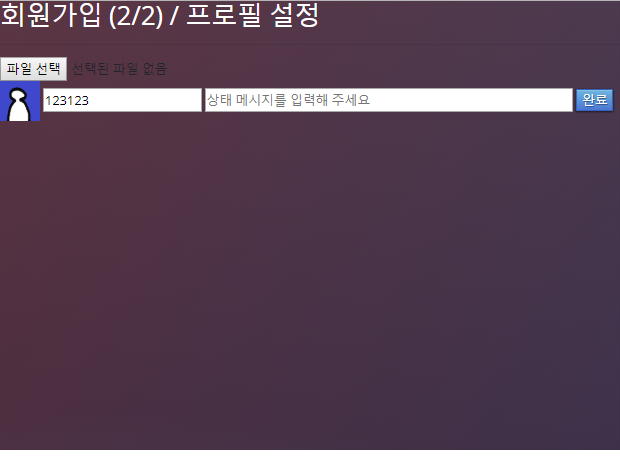 회원가입 (2/2) / 프로필 설정
파일 선택 선택된 파일 없음
123123 상태 메시지를 입력해 주세요 완료